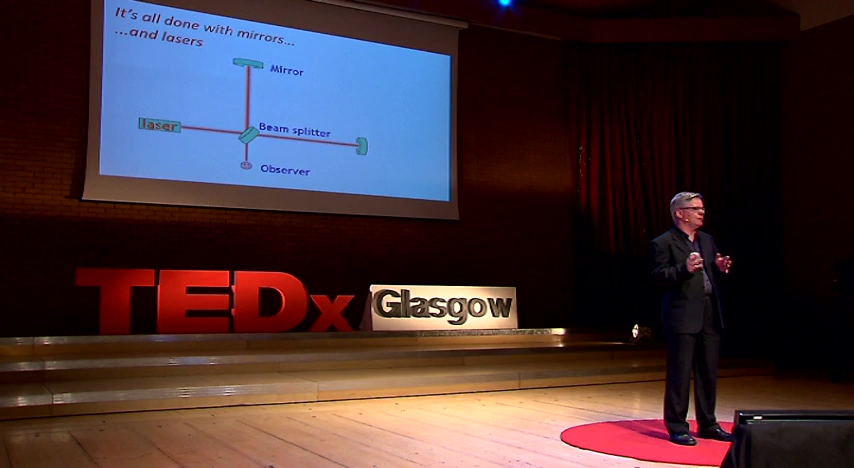 It's all done with mirrors...
...and lasers
Mirror
laser
Beam splitter
Observer
TEDx
Glasgow